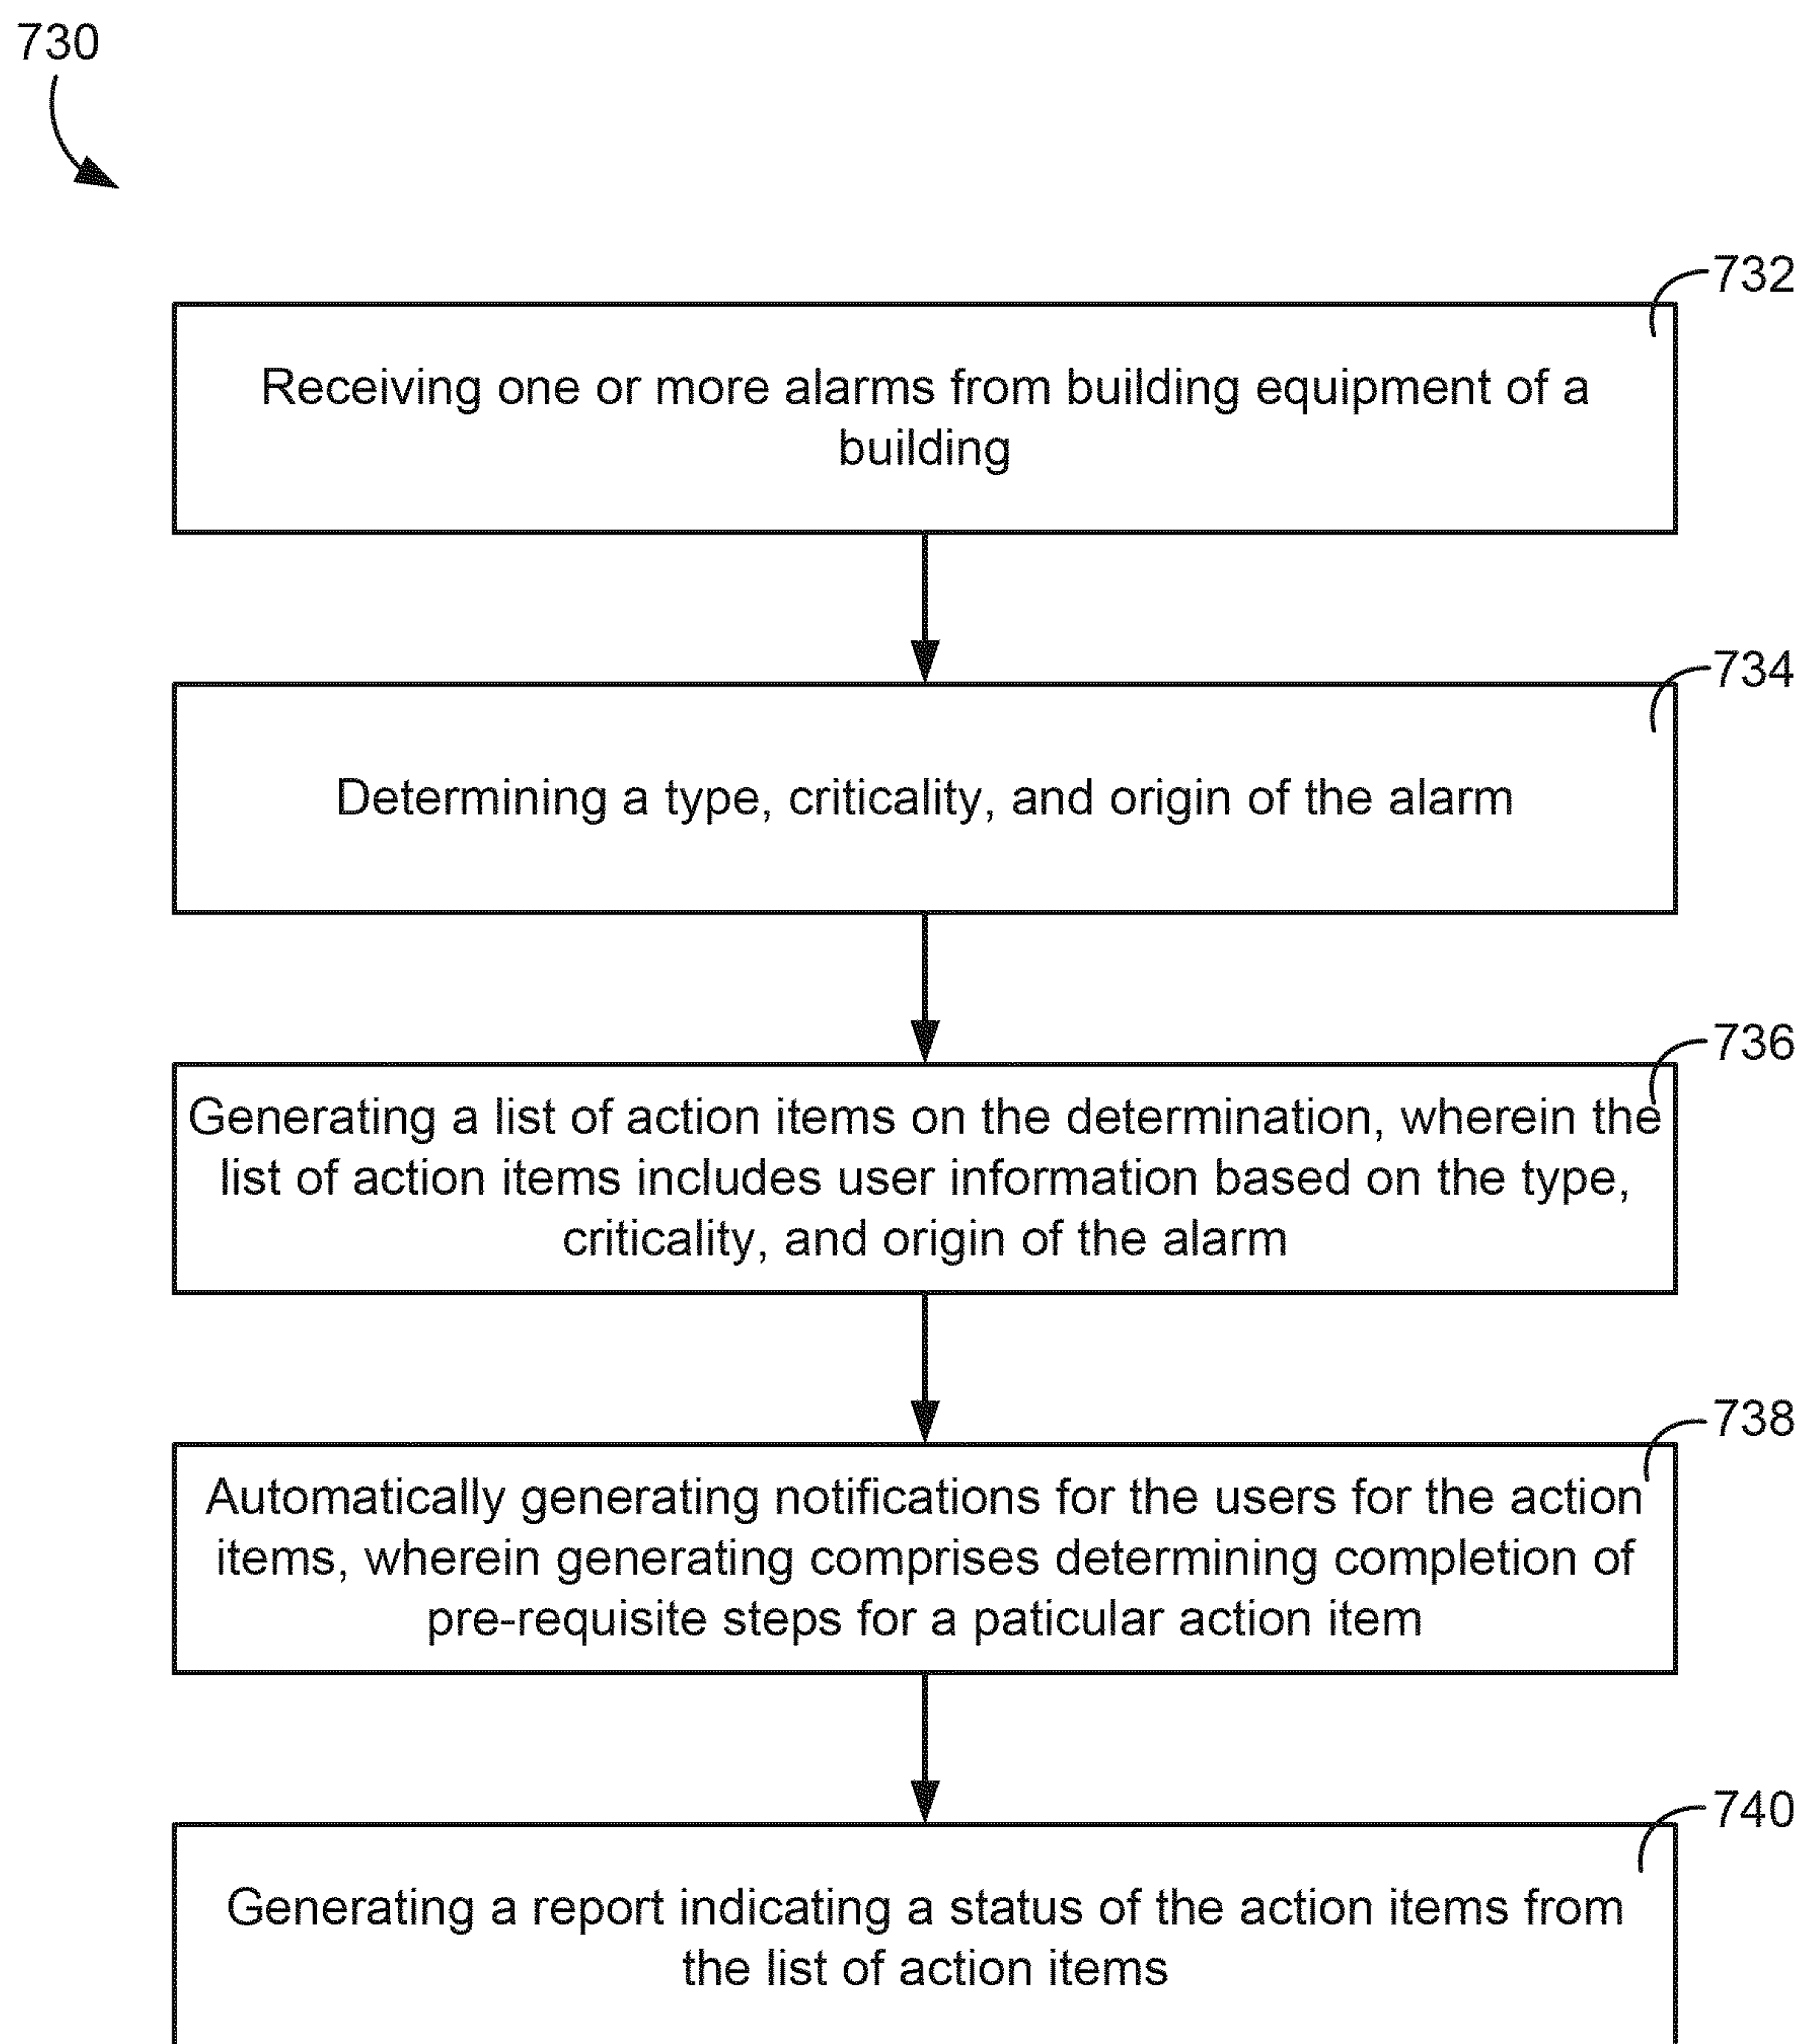 730
732
Receiving one or more alarms from building equipment of a
building
734
Determining a type, criticality, and origin of the alarm
736
Generating a list of action items on the determination, wherein the
list of action items includes user information based on the type,
criticality, and origin of the alarm
738
Automatically generating notifications for the users for the action
items, wherein generating comprises determining completion of
pre-requisite steps for a paticular action item
740
Generating a report indicating a status of the action items from
the list of action items